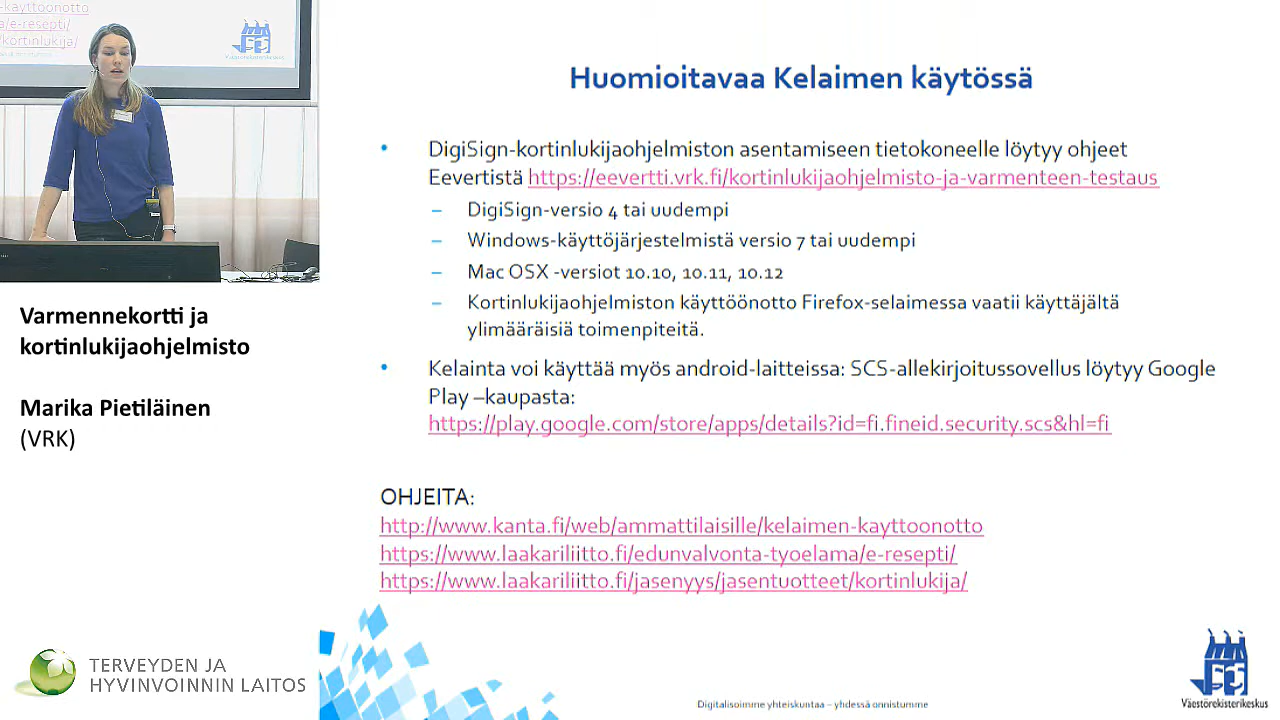 -kayttoonotto
a/e-resepti/
/kortinlukija/
Huomioitavaa Kelaimen käytössä
• DigiSign-kortinlukijaohjelmiston asentamiseen tietokoneelle löytyy ohjeet
Eevertistä https://eevertti.vrk.fi/kortinlukijaohjelmisto-ja-varmenteen-testaus
– DigiSign-versio 4 tai uudempi
– Windows-käyttöjärjestelmistä versio 7 tai uudempi
– Mac OSX -versiot 10.10, 10.11, 10.12
– Kortinlukijaohjelmiston käyttöönotto Firefox-selaimessa vaatii käyttäjältä
ylimääräisiä toimenpiteitä.
• Kelainta voi käyttää myös android-laitteissa: SCS-allekirjoitussovellus löytyy Google
Play –kaupasta:
https://play.google.com/store/apps/details?id=fi.fineid.security.scs&hl=fi
OHJEITA:
http://www.kanta.fi/web/ammattilaisille/kelaimen-kayttoonotto
https://www.laakariliitto.fi/edunvalvonta-tyoelama/e-resepti/
https://www.laakariliitto.fi/jasenyys/jasentuotteet/kortinlukija/
Varmennekortti ja
kortinlukijaohjelmisto
Marika Pietiläinen
(VRK)
TERVEYDEN JA
HYVINVOINNIN LAITOS
Digitalisoimme yhteiskuntaa – yhdessä onnistumme
Väestörekisterikeskus